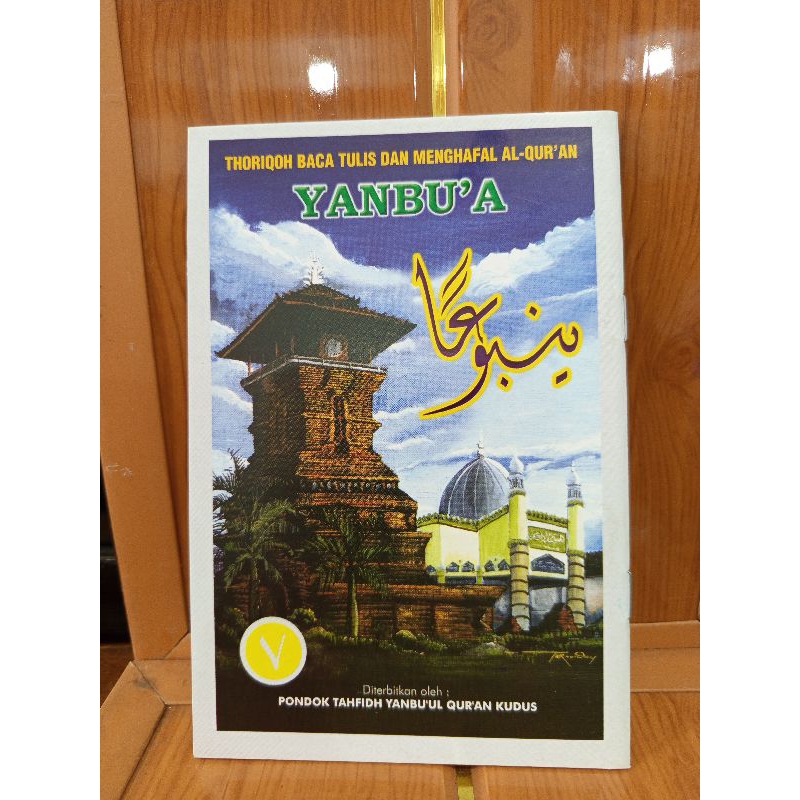 THORIQOH BACA TULIS DAN MENGHAFAL AL-QUR'AN
YANBU'A
ينبوعًا
٧
Diterbitkan oleh :
PONDOK TAHFIDH YANBU'UL QUR'AN KUDUS